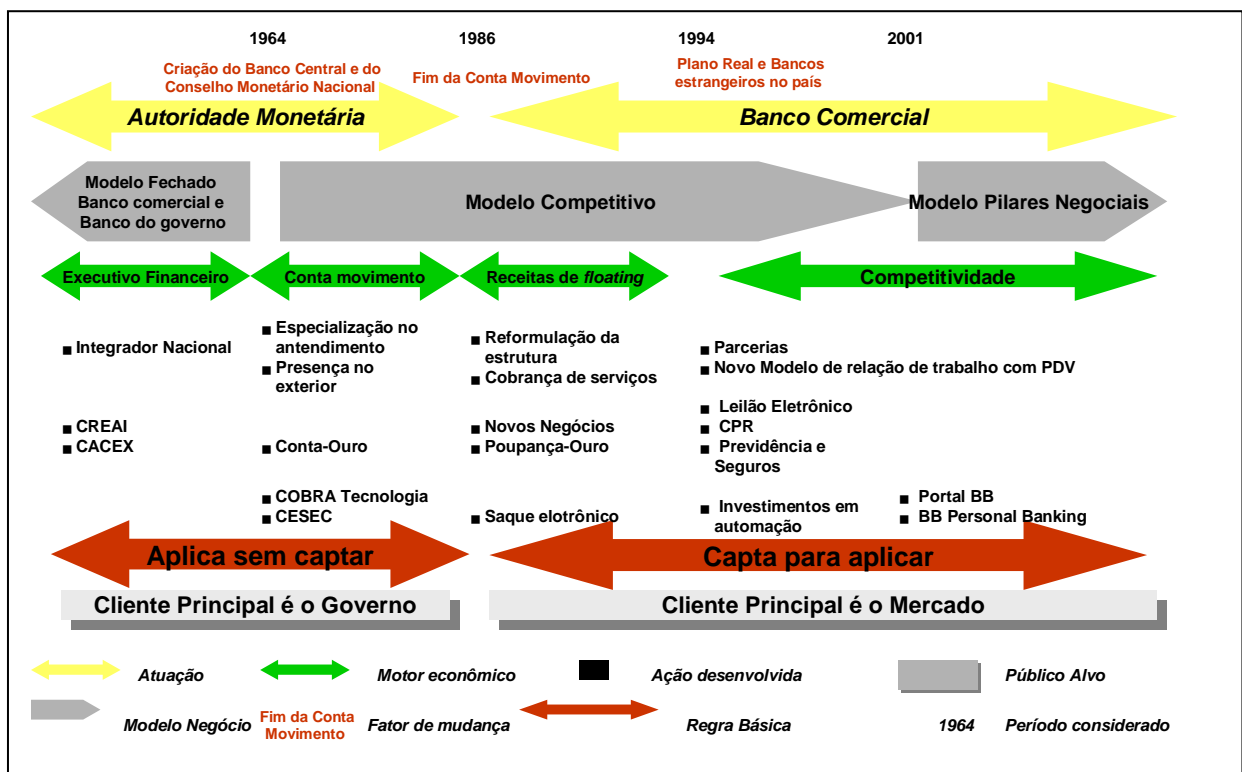 1964 1986 1994 2001
Criação do Banco Central e do
Conselho Monetário Nacional
Fim da Conta Movimento
Plano Real e Bancos
estrangeiros no país
Autoridade Monetária
Banco Comercial
Modelo Fechado
Banco comercial e
Banco do governo
Modelo Competitivo
Modelo Pilares Negociais
Executivo Financeiro
Conta movimento
Receitas de floating
Competitividade
■ Integrador Nacional
■ Especialização no
antendimento
■ Presença no
exterior
■ Reformulação da
estrutura
■ Cobrança de serviços
■ Parcerias
■ Novo Modelo de relação de trabalho com PDV
■ CREAI
■ CACEX
■ Conta-Ouro
■ Novos Negócios
■ Poupança-Ouro
■ Leilão Eletrônico
■ CPR
■ Previdência e
Seguros
■ COBRA Tecnologia
■ CESEC
■ Saque elotrônico
■ Investimentos em
automação
■ Portal BB
■ BB Personal Banking
Aplica sem captar
Capta para aplicar
Cliente Principal é o Governo
Cliente Principal é o Mercado
Atuação
Motor econômico
Ação desenvolvida
Público Alvo
Modelo Negócio
Fim da Conta
Movimento
Fator de mudança
Regra Básica
1964
Período considerado